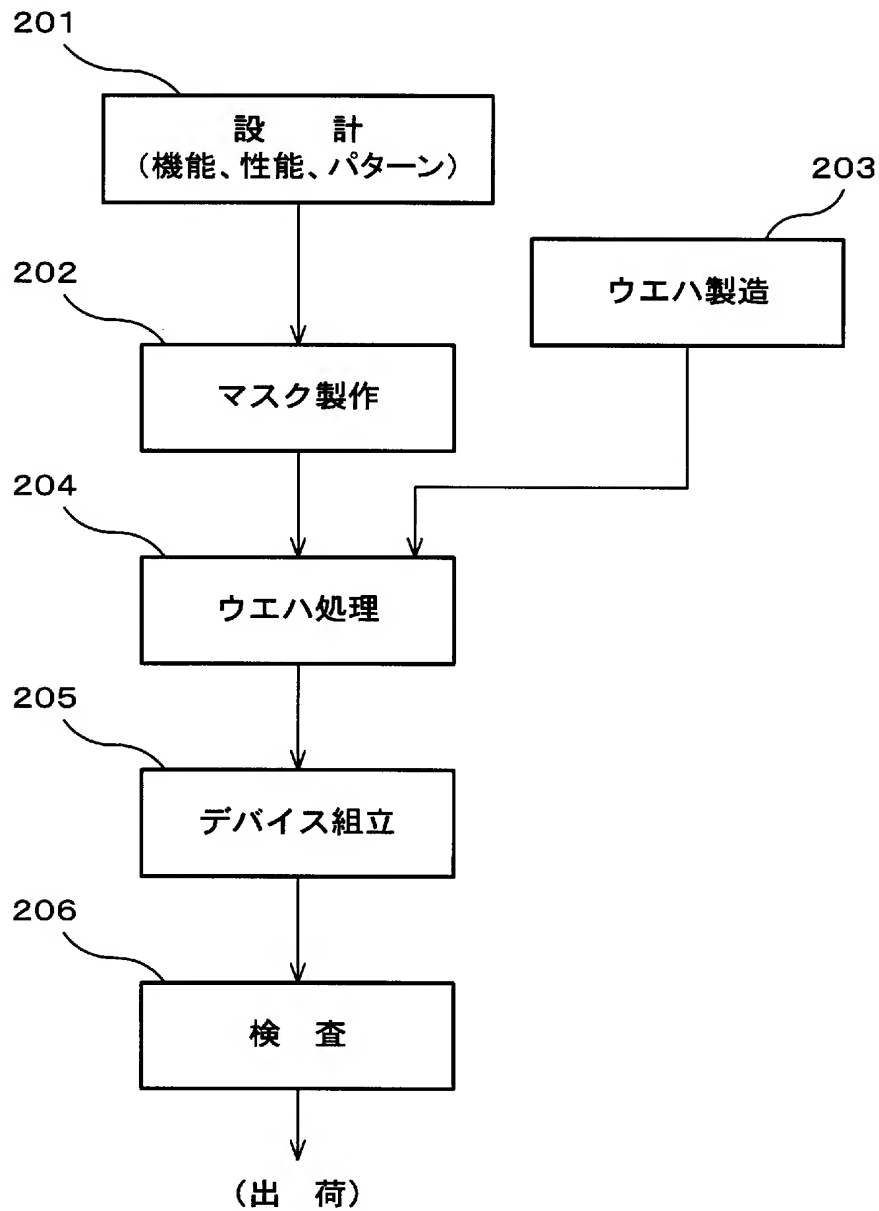 201
設 計
(機能、性能、パターン)
203
ウエハ製造
202
マスク製作
204
ウエハ処理
205
デバイス組立
206
検 査
(出 荷)